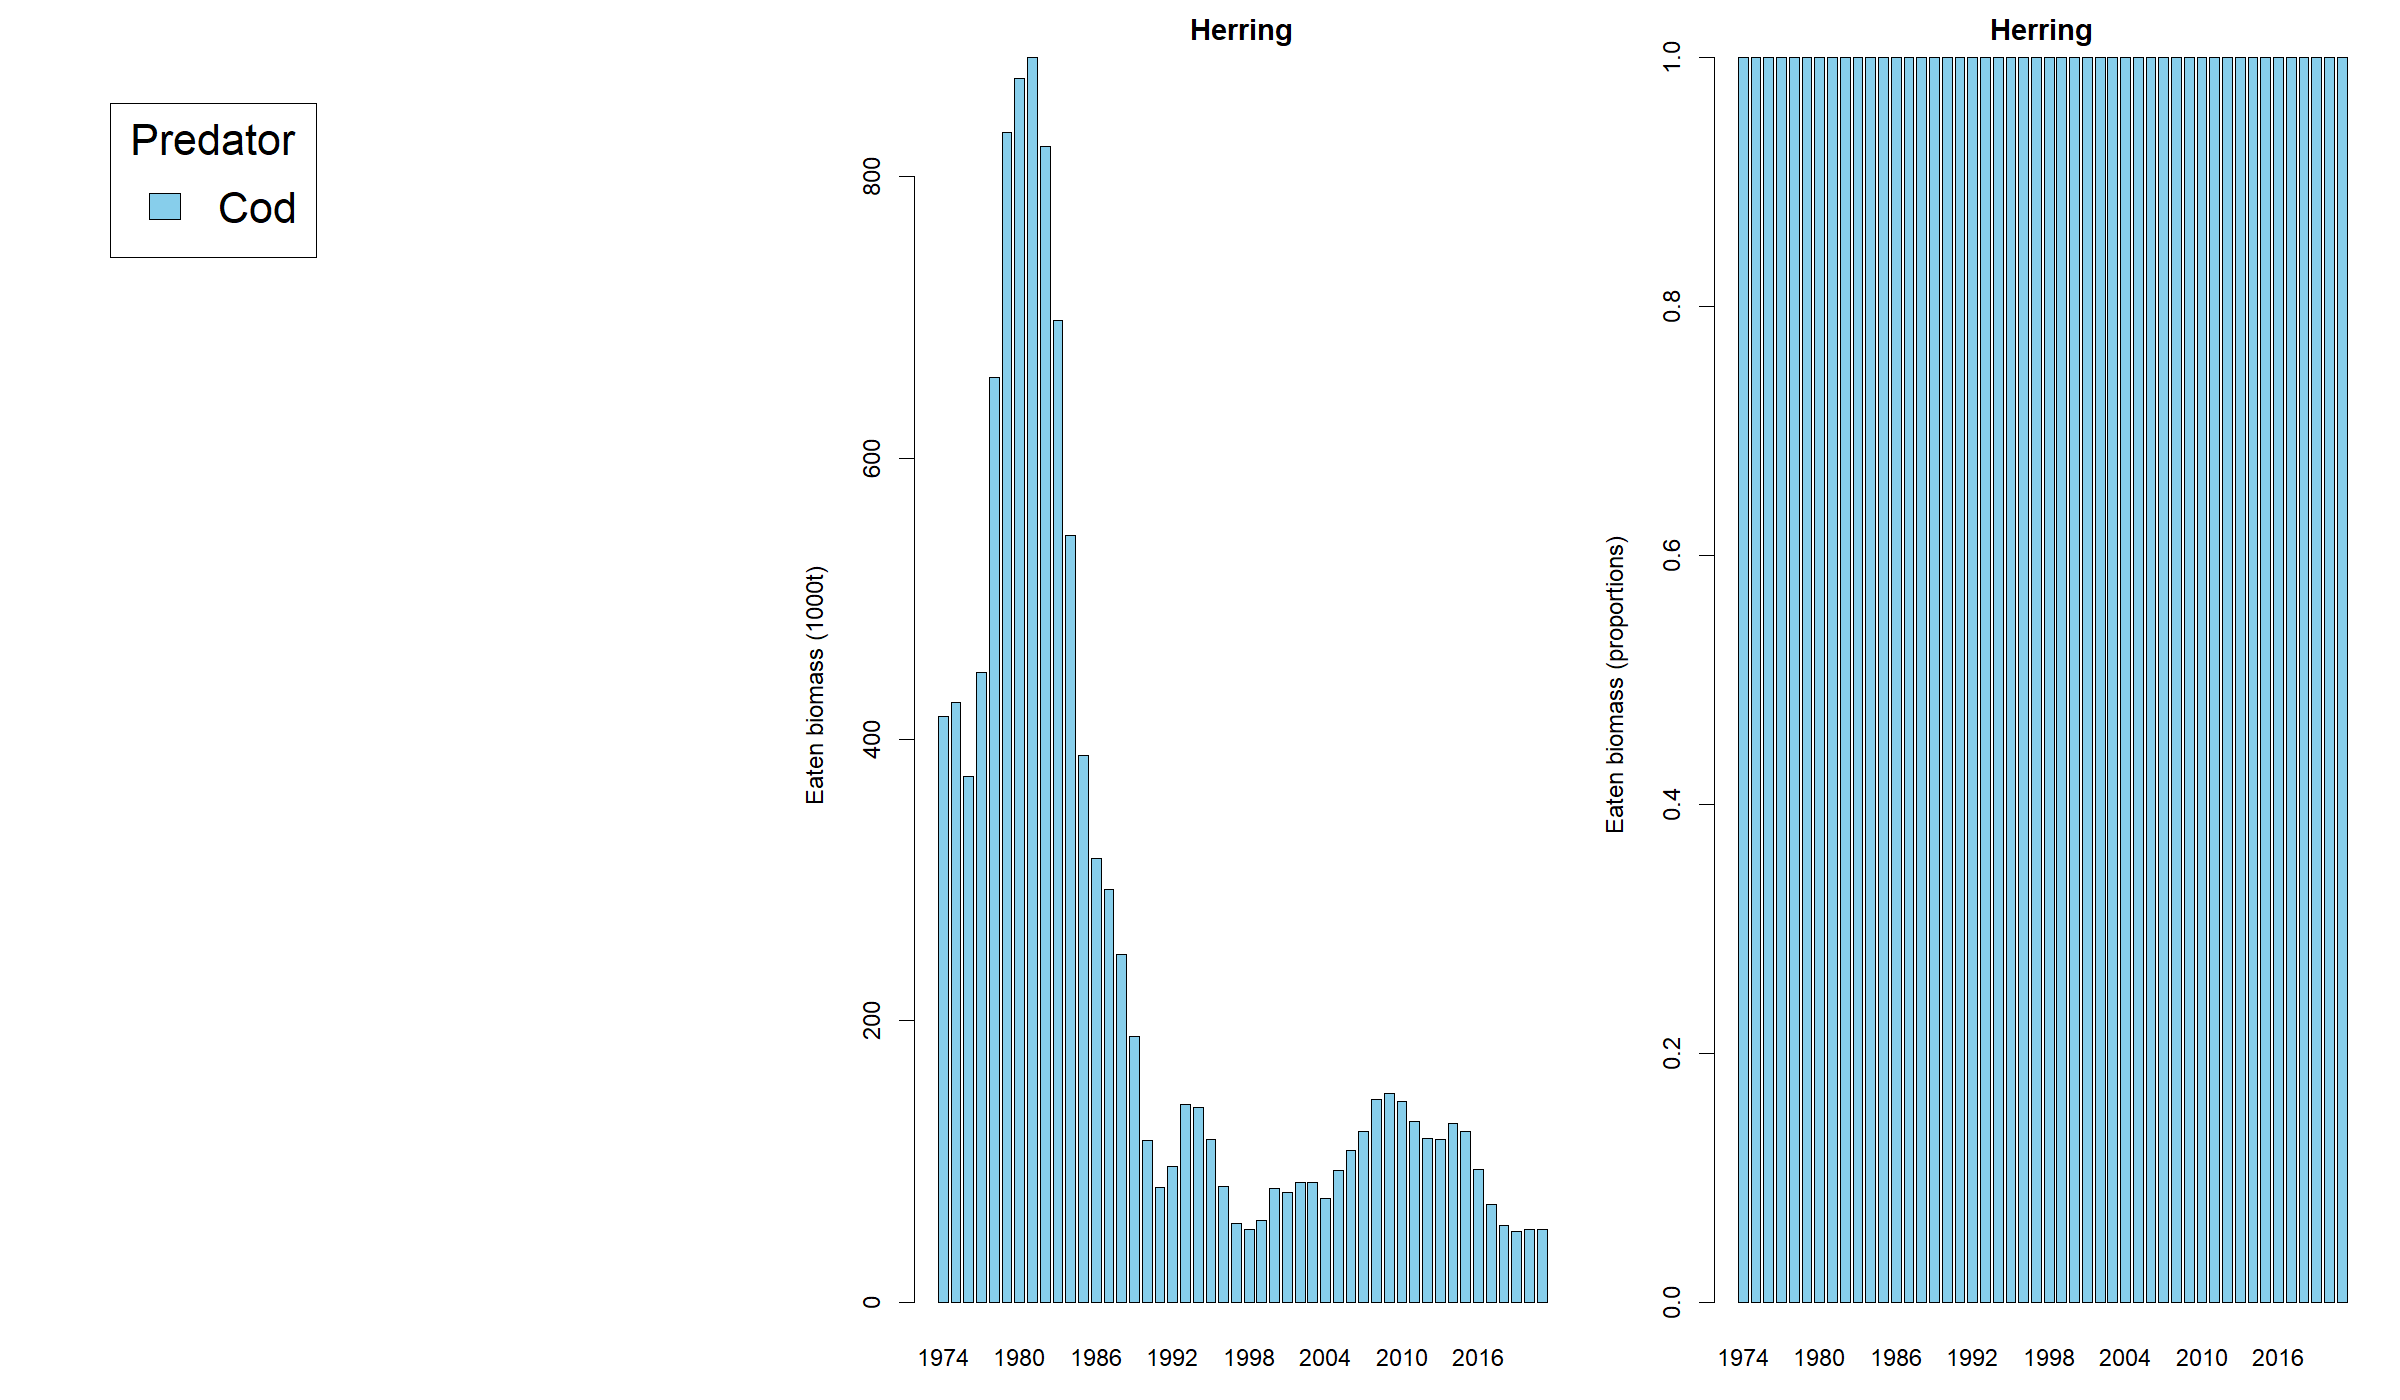 Predator
Cod
Herring
Eaten biomass (1000t)
800
600
400
200
0
1974 1980 1986 1992 1998 2004 2010 2016
Herring
Eaten biomass (proportions)
1.0
0.8
0.6
0.4
0.2
0.0
1974 1980 1986 1992 1998 2004 2010 2016